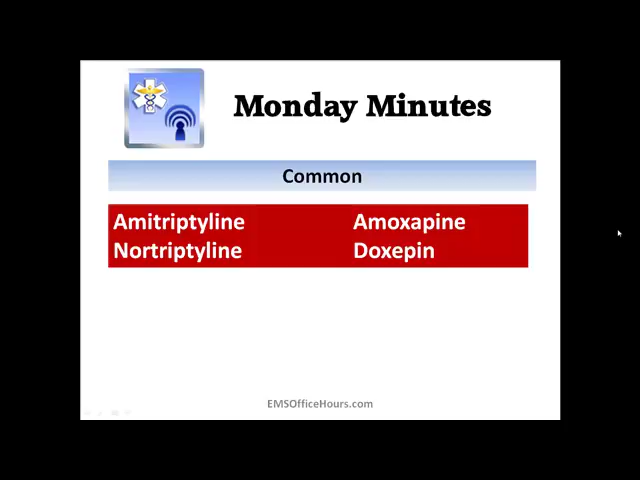 Monday Minutes
Common
Amitriptyline Amoxapine
Nortriptyline Doxepin
EMSOfficeHours.com